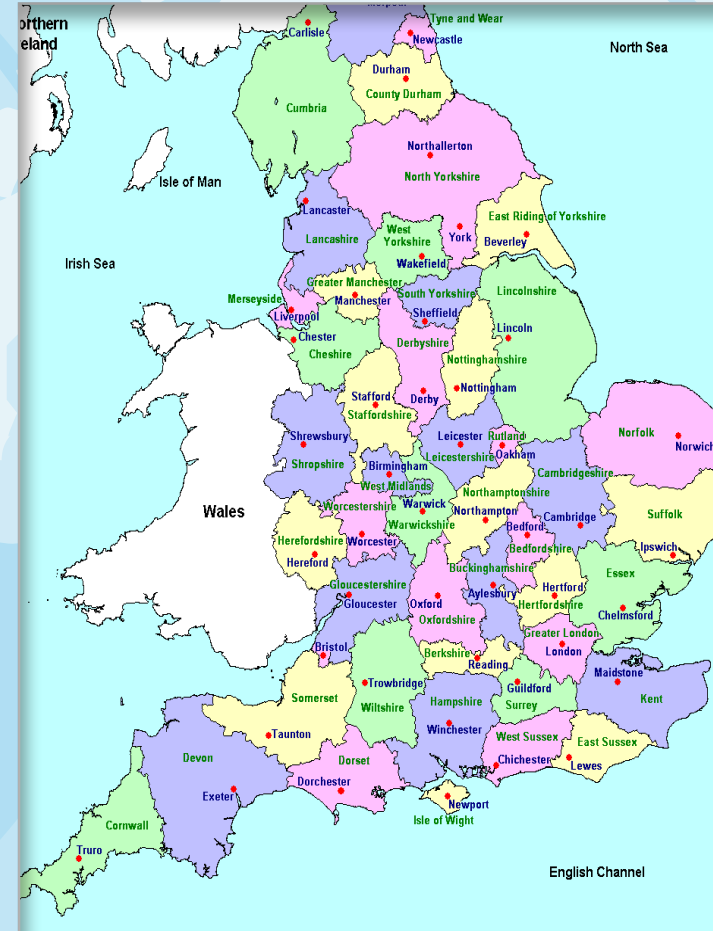 Tyne and Wear
orthern
eland
Carlisle
Newcastle
North Sea
Durham
County Durham
Cumbria
Northallerton
North Yorkshire
Isle of Man
Lancaster
East Riding of Yorkshire
West
Yorkshire
York
Beverley
Lancashire
Irish Sea
Wakefield
Greater Manchester
South Yorkshire
Lincolnshire
Merseyside
Manchester
Liverpool
Sheffield
Lincoln
Chester
Derbyshire
Cheshire
Nottinghamshire
Nottingham
Stafford
Derby
Staffordshire
Norfolk
Shrewsbury
Leicester
Rutland
Norwich
Oakham
Leicestershire
Shropshire
Birmingham
Cambridgeshire
West Midlands
Northamptonshire
Worcestershire
Warwick
Wales
Northampton
Suffolk
Warwickshire
Cambridge
Bedford
Herefordshire
Worcester
Bedfordshire
Ipswich
Hereford
Buckinghamshire
Essex
Gloucestershire
Hertford
Aylesbury
Gloucester
Oxford
Hertfordshire
Chelmsford
Oxfordshire
Greater London
Bristol
Berkshire
London
Reading
Maidstone
Trowbridge
Guildford
Somerset
Hampshire
Kent
Wiltshire
Surrey
Winchester
Taunton
West Sussex
East Sussex
Devon
Dorset
Chichester
Lewes
Dorchester
Exeter
Newport
Isle of Wight
Cornwall
Truro
English Channel